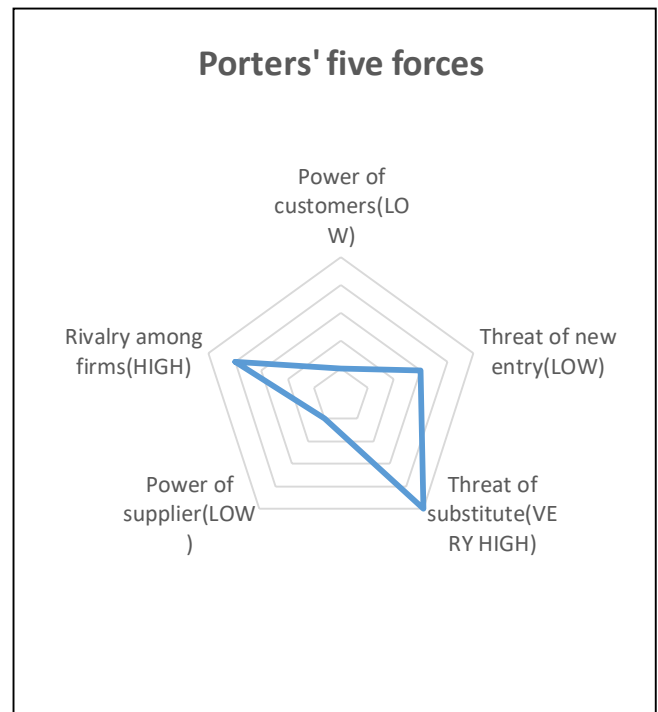 Porters' five forces
Power of
customers(LO
W)
Threat of new
entry(LOW)
Threat of
substitute(VE
RY HIGH)
Power of
supplier(LOW
)
Rivalry among
firms(HIGH)